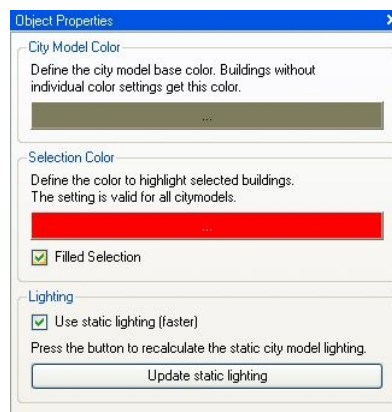 Object Properties
City Model Color
Define the city model base color. Buildings without
individual color settings get this color.
...
Selection Color
Define the color to highlight selected buildings.
The setting is valid for all citymodels.
...
Filled Selection
Lighting
Use static lighting (faster)
Press the button to recalculate the static city model lighting.
Update static lighting